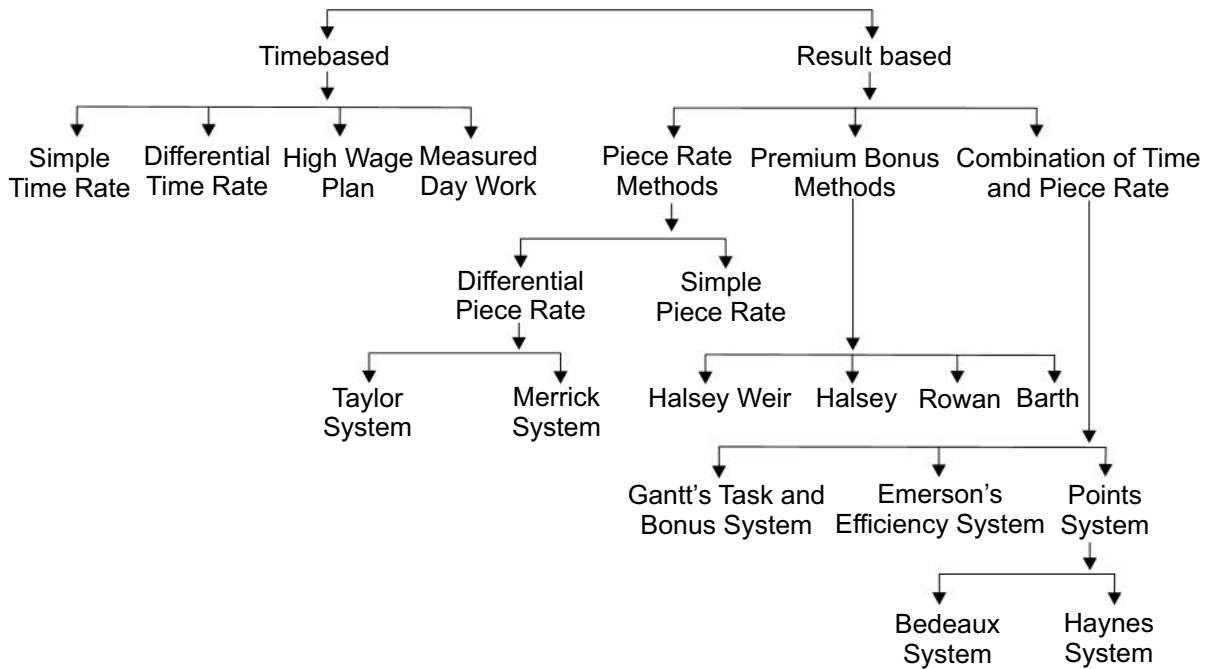 Timebased
Result based
Simple
Time Rate
Differential
Time Rate
High Wage
Plan
Measured
Day Work
Piece Rate
Methods
Premium Bonus
Methods
Combination of Time
and Piece Rate
Differential
Piece Rate
Simple
Piece Rate
Taylor
System
Merrick
System
Halsey Weir
Halsey
Rowan
Barth
Gantt’s Task and
Bonus System
Emerson’s
Efficiency System
Points
System
Bedeaux
System
Haynes
System